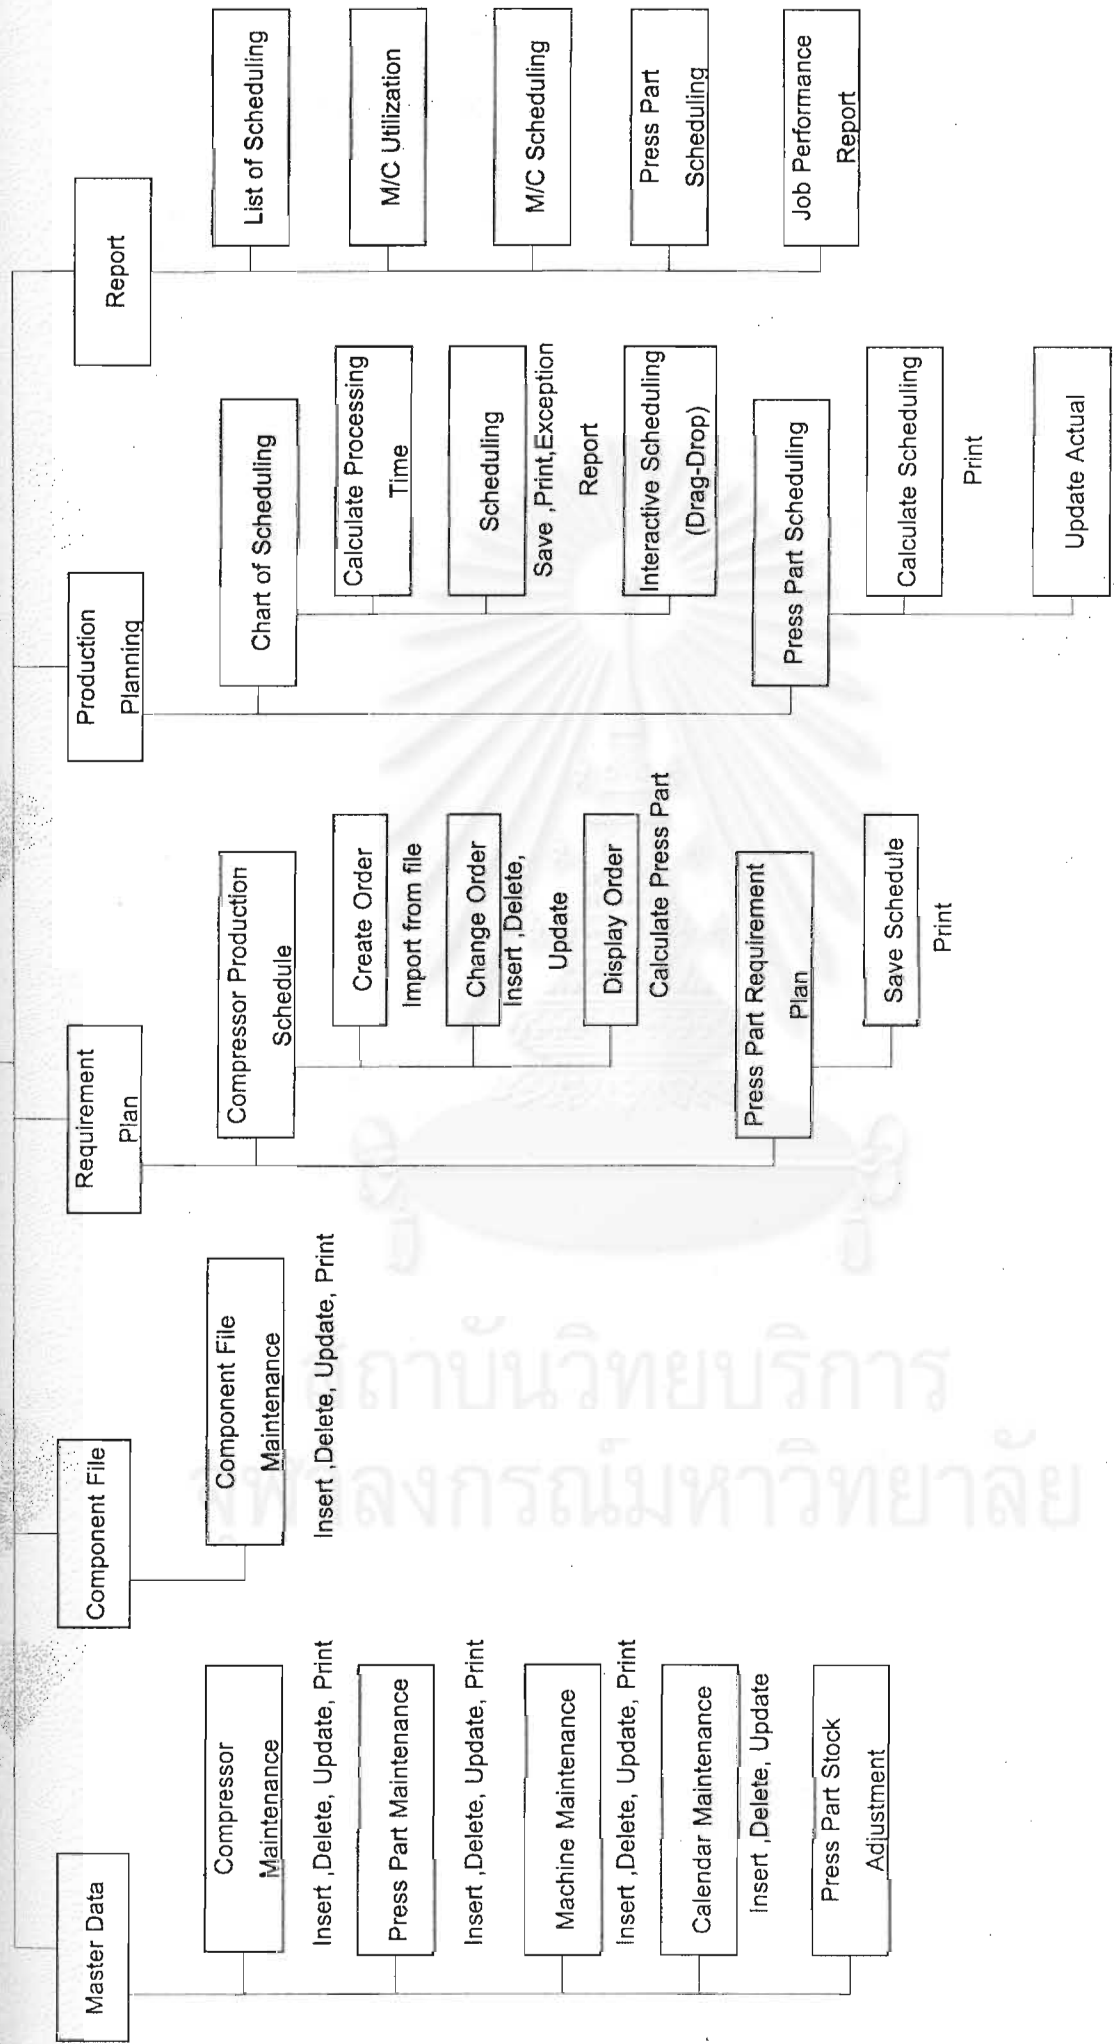 Master Data
Compressor
Maintenance
Insert ,Delete, Update, Print
Press Part Maintenance
Insert ,Delete, Update, Print
Machine Maintenance
Insert ,Delete, Update, Print
Calendar Maintenance
Insert ,Delete, Update
Press Part Stock
Adjustment
Component File
Component File
Maintenance
Insert ,Delete, Update, Print
Requirement
Plan
Compressor Production
Schedule
Create Order
Import from file
Change Order
Insert ,Delete,
Update
Display Order
Calculate Press Part
Press Part Requirement
Plan
Save Schedule
Print
Production
Planning
Chart of Scheduling
Calculate Processing
Time
Scheduling
Save ,Print,Exception
Report
Interactive Scheduling
(Drag-Drop)
Press Part Scheduling
Calculate Scheduling
Print
Update Actual
Report
List of Scheduling
M/C Utilization
M/C Scheduling
Press Part
Scheduling
Job Performance
Report
สถาบันวิทยบริการ
จุฬาลงกรณ์มหาวิทยาลัย